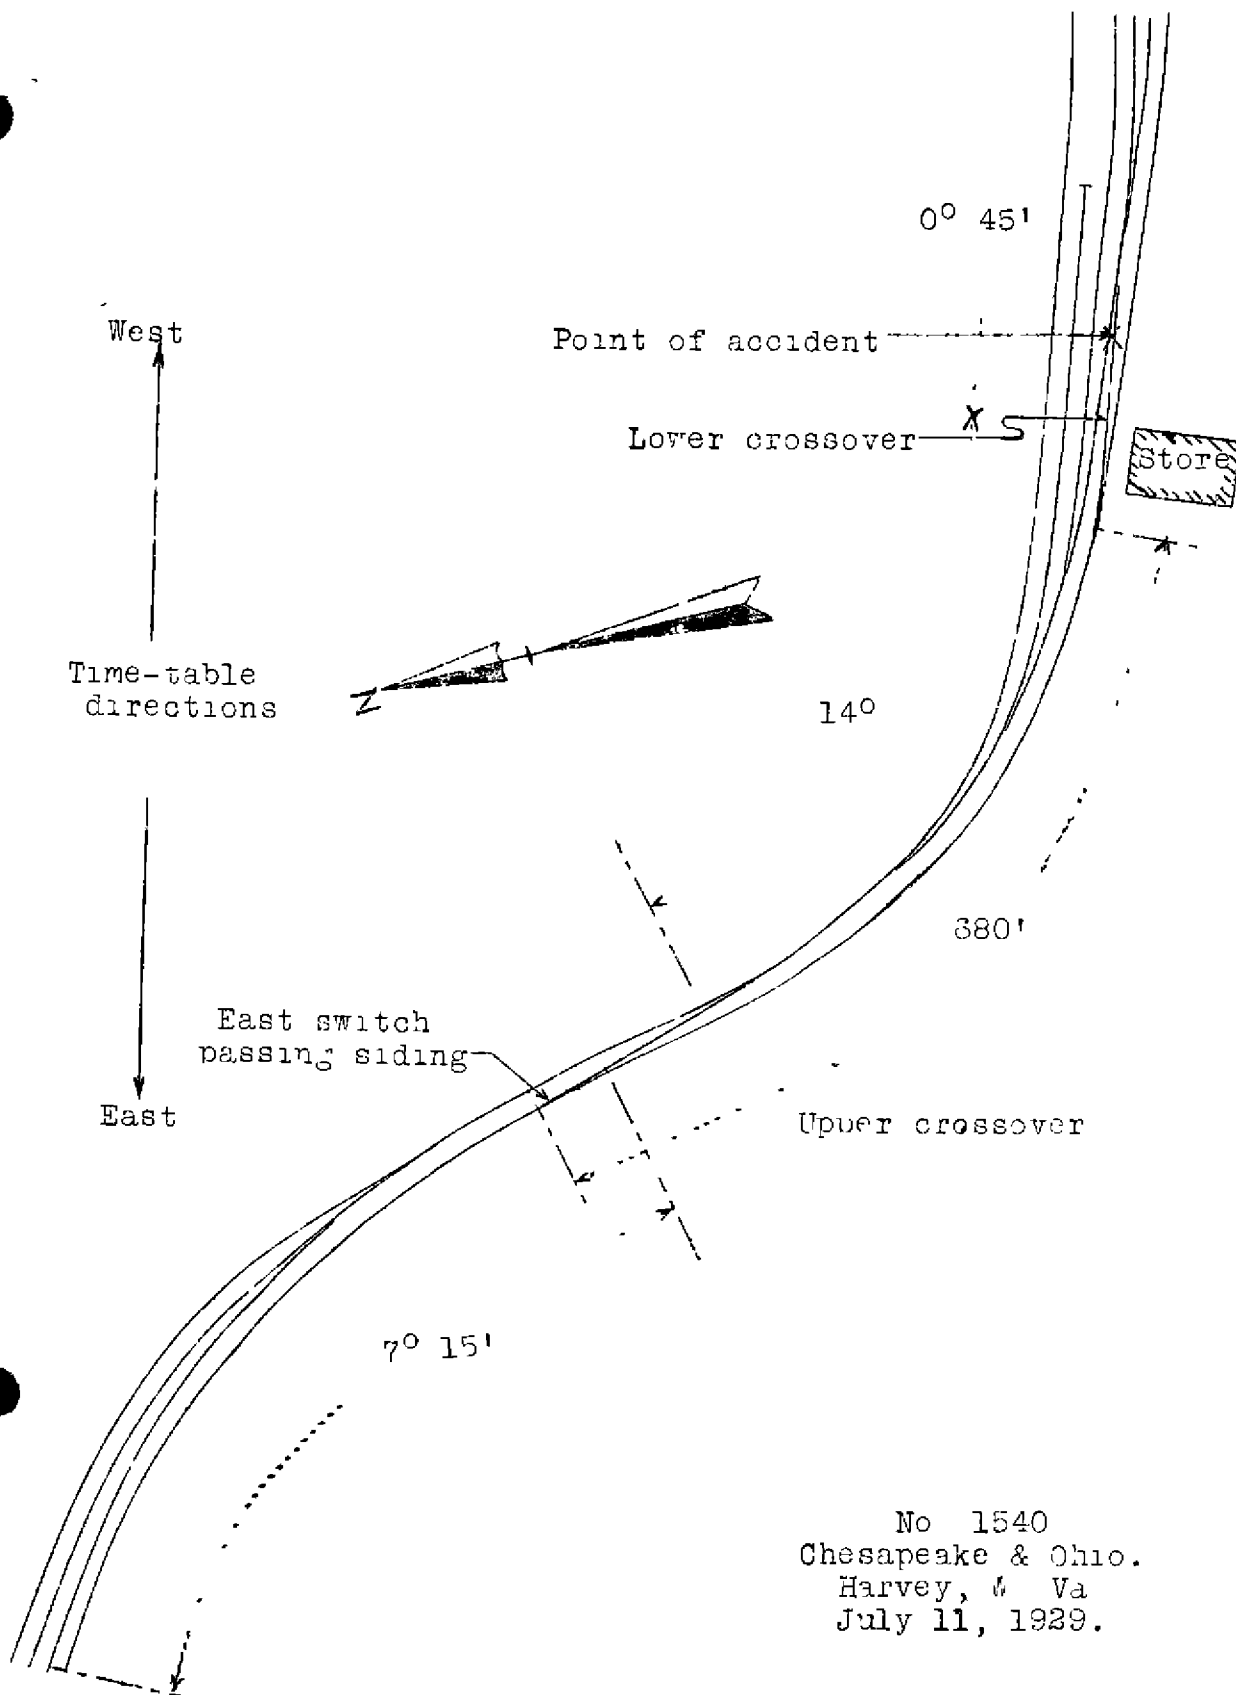 0° 45'
West
Point of accident
Lower crossover
Store
N
Time-table
directions
14°
380'
East switch
passing siding
East
Upper crossover
7° 15'
No 1540
Chesapeake & Ohio.
Harvey, W Va
July 11, 1929.